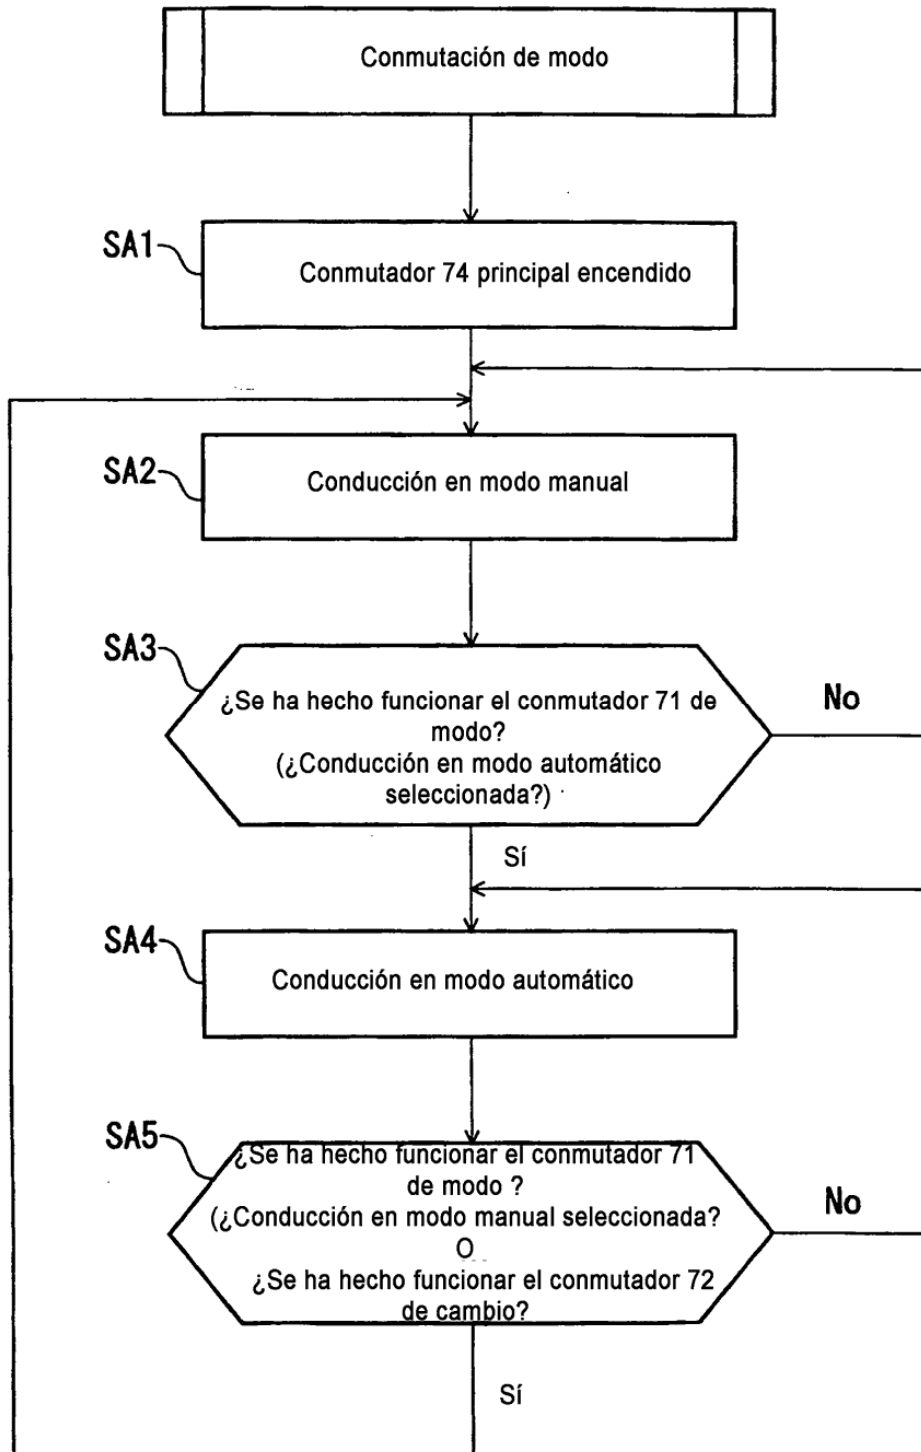 Conmutación de modo
SA1
Conmutador 74 principal encendido
SA2
Conducción en modo manual
SA3
¿Se ha hecho funcionar el conmutador 71 de
modo?
(¿Conducción en modo automático
seleccionada?)
No
Sí
SA4
Conducción en modo automático
SA5
¿Se ha hecho funcionar el conmutador 71
de modo ?
(¿Conducción en modo manual seleccionada?
O
¿Se ha hecho funcionar el conmutador 72
de cambio?
No
Sí